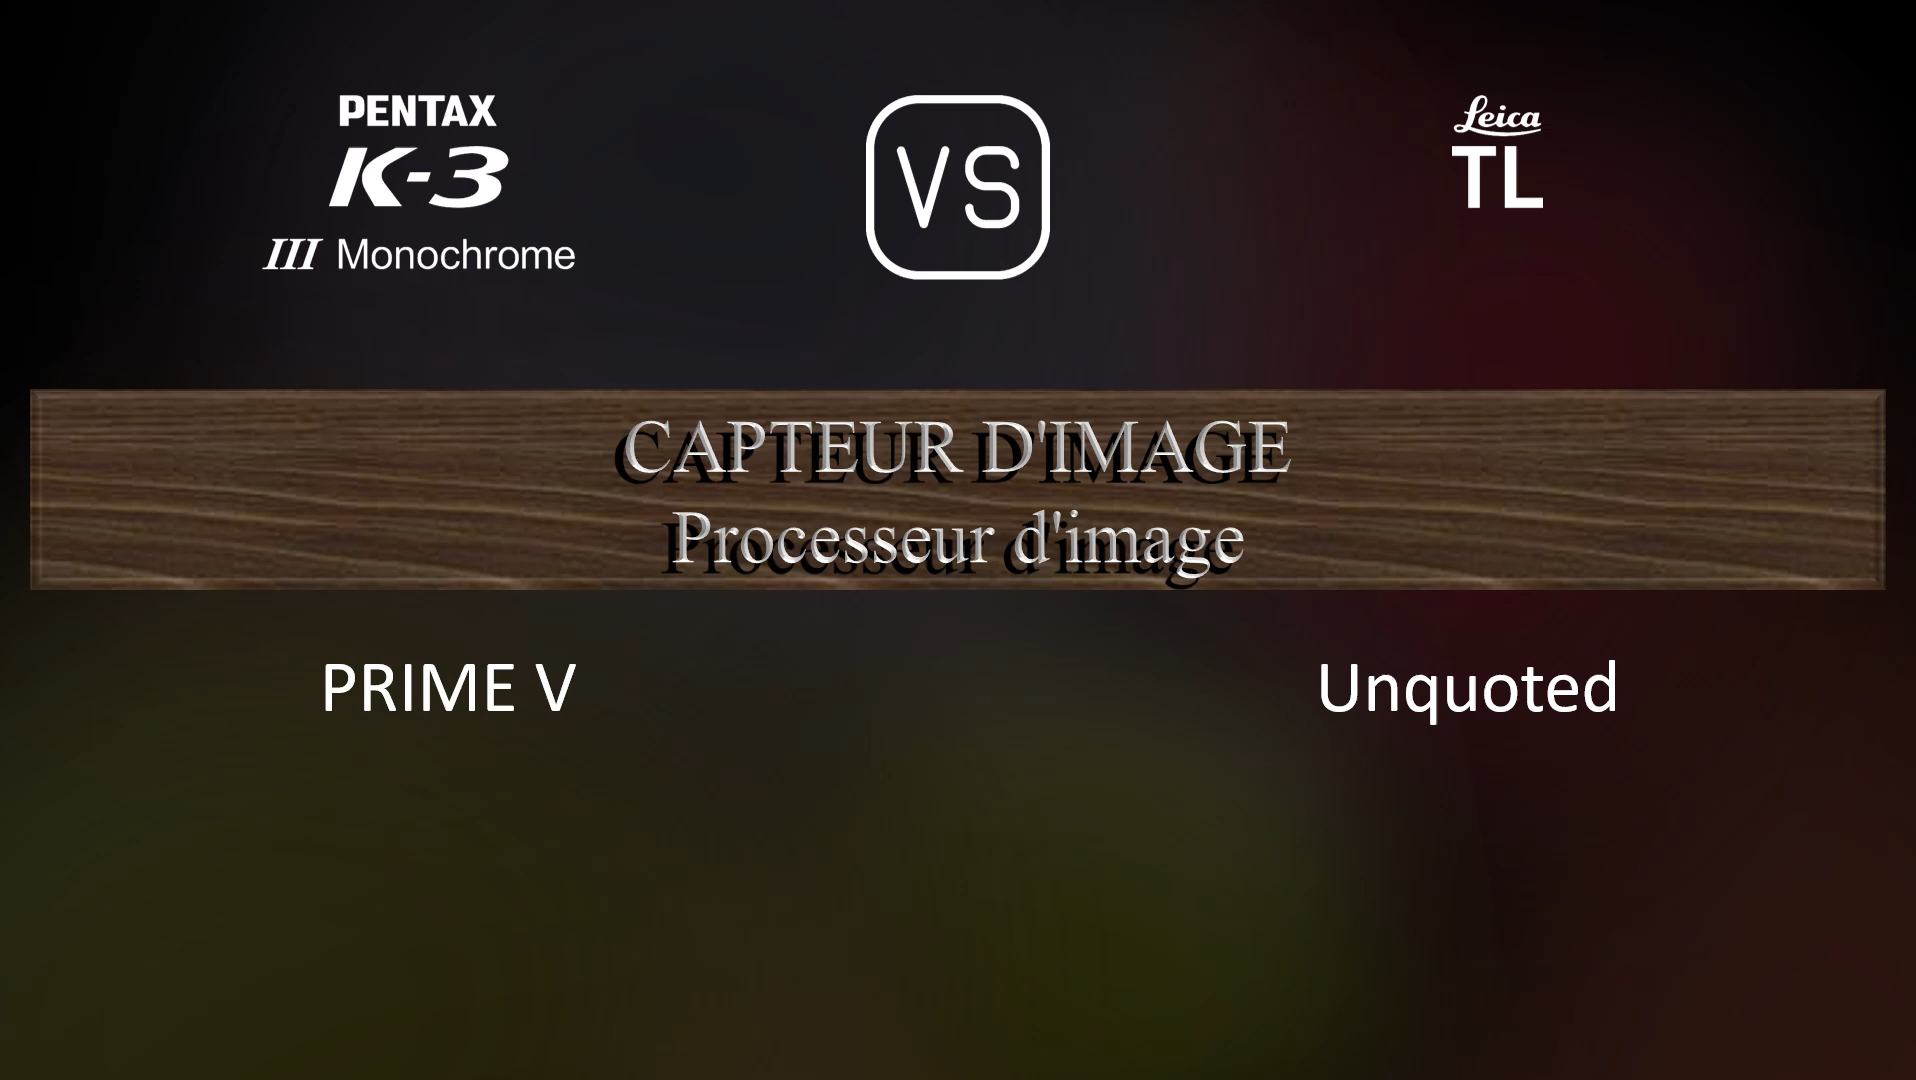 PENTAX
K-3
III Monochrome
VS
Leica
TL
CAPTEUR D'IMAGE
Processeur d'image
PRIME V
Unquoted